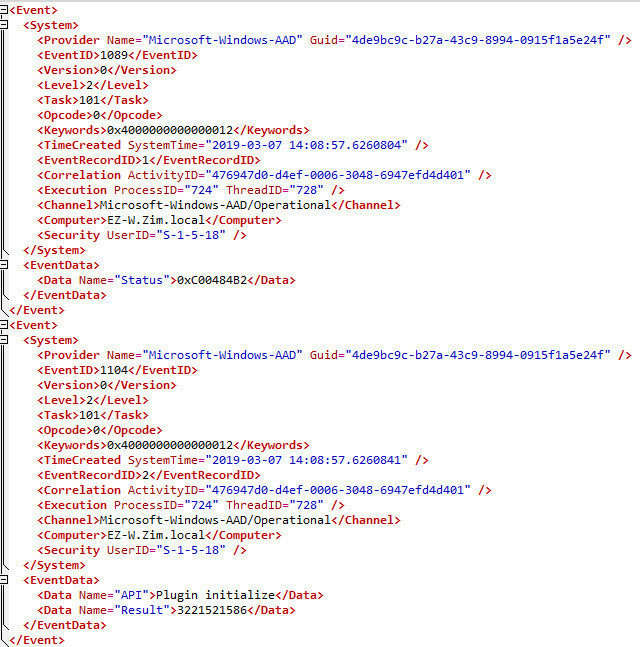 <Event>
<System>
<Provider Name="Microsoft-Windows-AAD" Guid="4de9bc9c-b27a-43c9-8994-0915f1a5e24f" />
<EventID>1089</EventID>
<Version>0</Version>
<Level>2</Level>
<Task>101</Task>
<Opcode>0</Opcode>
<Keywords>0x4000000000000012</Keywords>
<TimeCreated SystemTime="2019-03-07 14:08:57.6260804" />
<EventRecordID>1</EventRecordID>
<Correlation ActivityID="476947d0-d4ef-0006-3048-6947efd4d401" />
<Execution ProcessID="724" ThreadID="728" />
<Channel>Microsoft-Windows-AAD/Operational</Channel>
<Computer>EZ-W.Zim.local</Computer>
<Security UserID="S-1-5-18" />
</System>
<EventData>
<Data Name="Status">0xC00484B2</Data>
</EventData>
</Event>
<Event>
<System>
<Provider Name="Microsoft-Windows-AAD" Guid="4de9bc9c-b27a-43c9-8994-0915f1a5e24f" />
<EventID>1104</EventID>
<Version>0</Version>
<Level>2</Level>
<Task>101</Task>
<Opcode>0</Opcode>
<Keywords>0x4000000000000012</Keywords>
<TimeCreated SystemTime="2019-03-07 14:08:57.6260841" />
<EventRecordID>2</EventRecordID>
<Correlation ActivityID="476947d0-d4ef-0006-3048-6947efd4d401" />
<Execution ProcessID="724" ThreadID="728" />
<Channel>Microsoft-Windows-AAD/Operational</Channel>
<Computer>EZ-W.Zim.local</Computer>
<Security UserID="S-1-5-18" />
</System>
<EventData>
<Data Name="API">Plugin initialize</Data>
<Data Name="Result">3221521586</Data>
</EventData>
</Event>